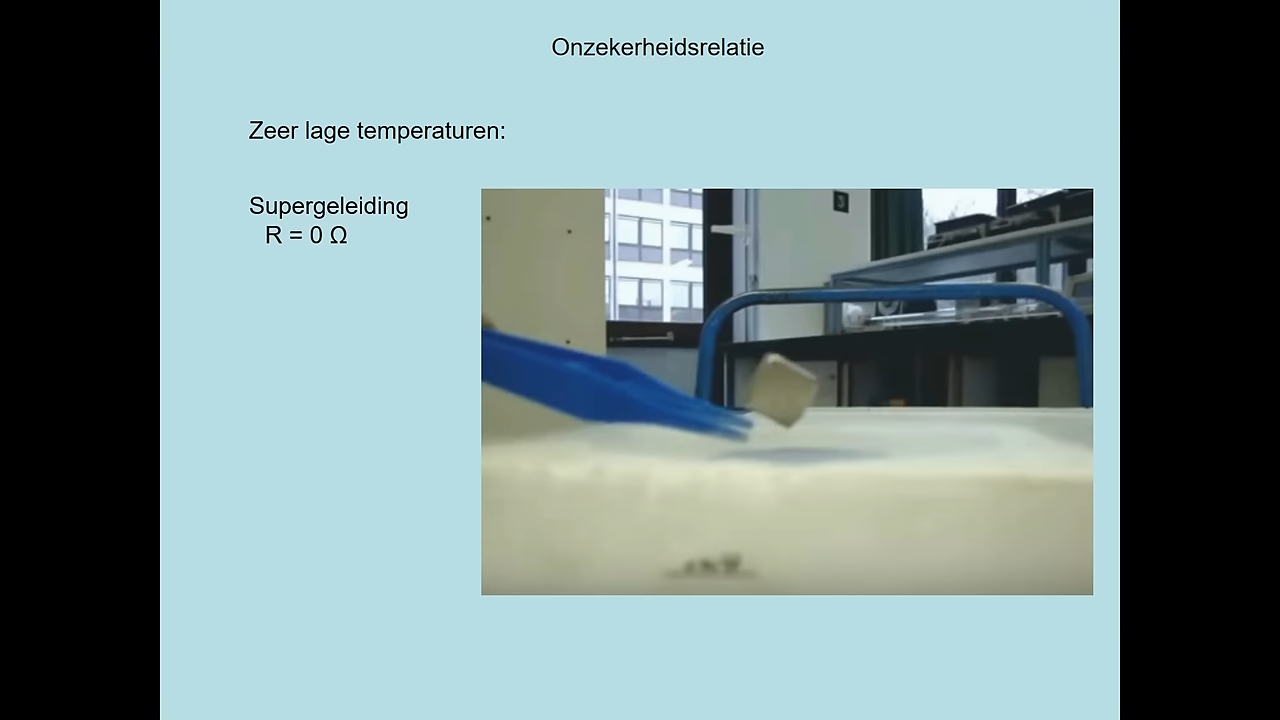 Onzekerheidsrelatie
Zeer lage temperaturen:
Supergeleiding
R = 0 Ω